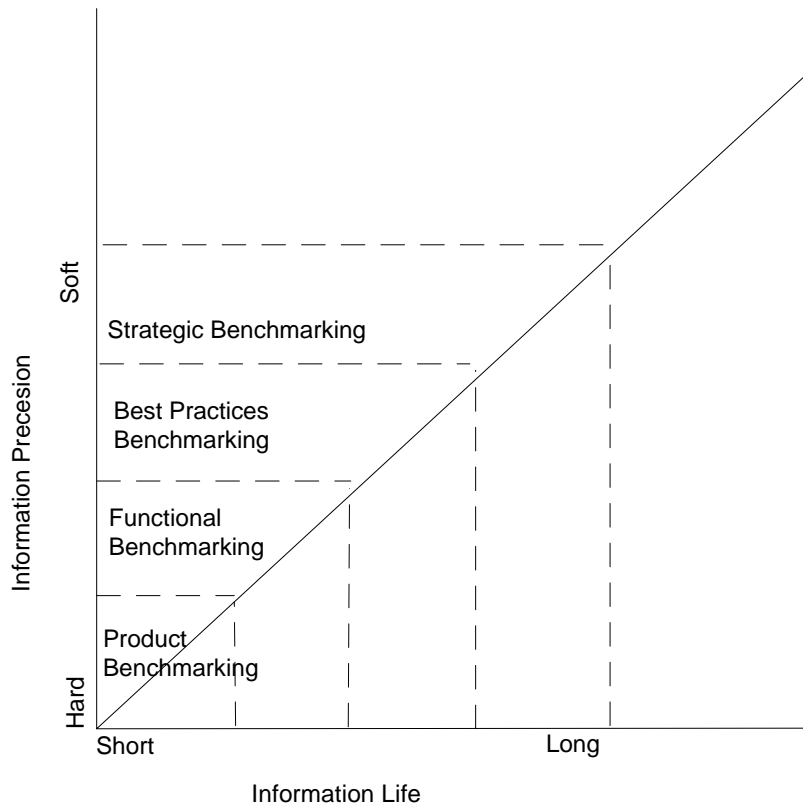 Soft
Strategic Benchmarking
Best Practices
Benchmarking
Information Precesion
Functional
Benchmarking
Product
Benchmarking
Hard
Short
Long
Information Life